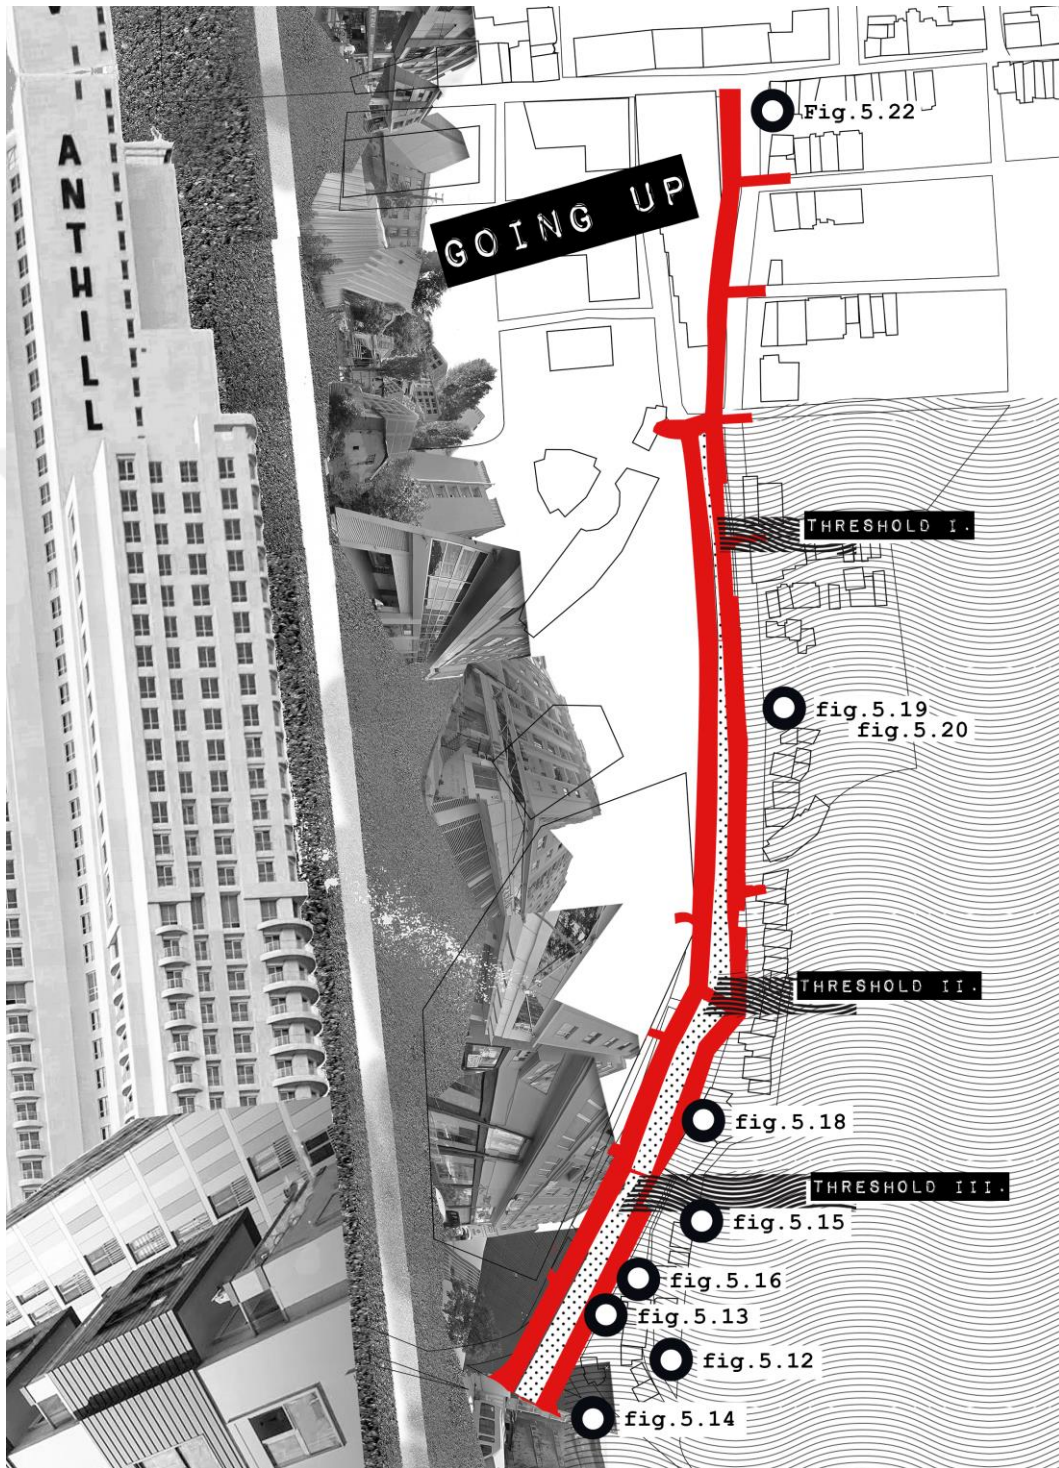 ANTHILL
Fig.5.22
GOING UP
THRESHOLD I.
fig.5.19
fig.5.20
THRESHOLD II.
fig.5.18
THRESHOLD III.
fig.5.15
fig.5.16
fig.5.13
fig.5.12
fig.5.14